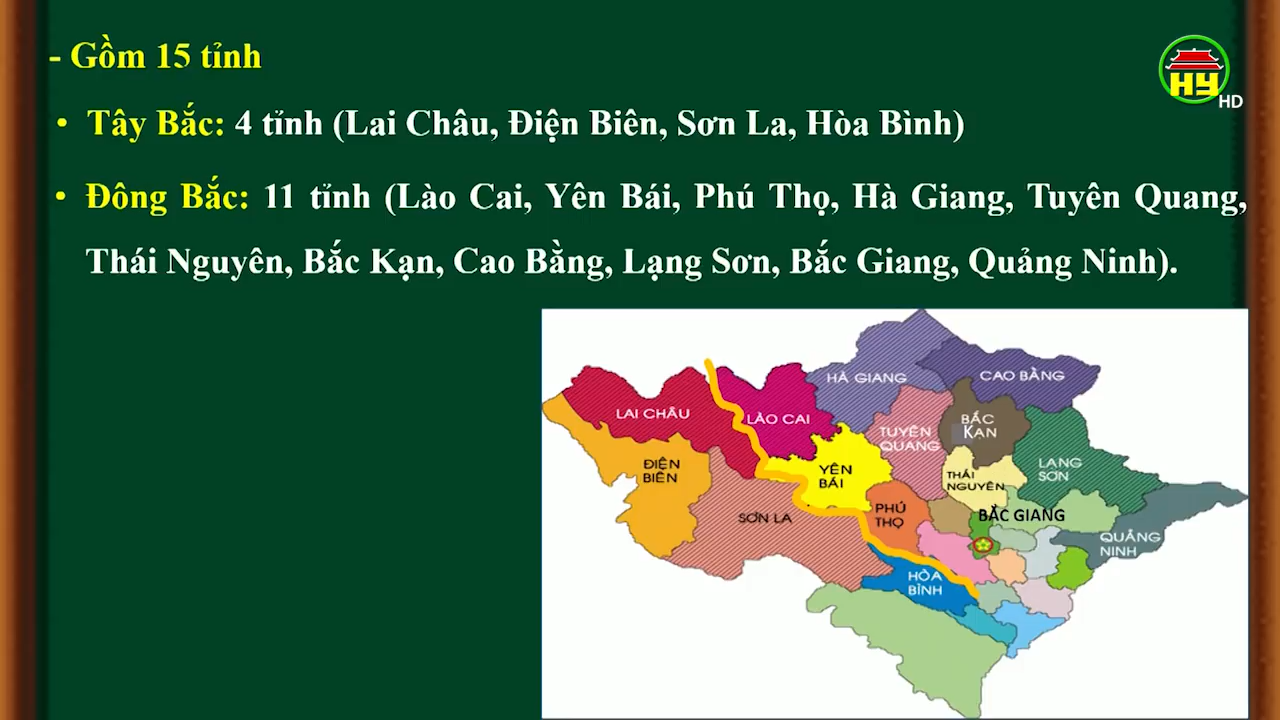 - Gồm 15 tỉnh
HY HD
• Tây Bắc: 4 tỉnh (Lai Châu, Điện Biên, Sơn La, Hòa Bình)
• Đông Bắc: 11 tỉnh (Lào Cai, Yên Bái, Phú Thọ, Hà Giang, Tuyên Quang,
Thái Nguyên, Bắc Kạn, Cao Bằng, Lạng Sơn, Bắc Giang, Quảng Ninh).
HÀ GIANG
CAO BẰNG
LAI CHÂU
LÀO CAI
TUYÊN
QUANG
BẮC
KẠN
ĐIỆN
BIÊN
YÊN
BÁI
THÁI
NGUYÊN
LẠNG
SƠN
SƠN LA
PHÚ
THỌ
BẮC GIANG
QUẢNG
NINH
HÒA
BÌNH